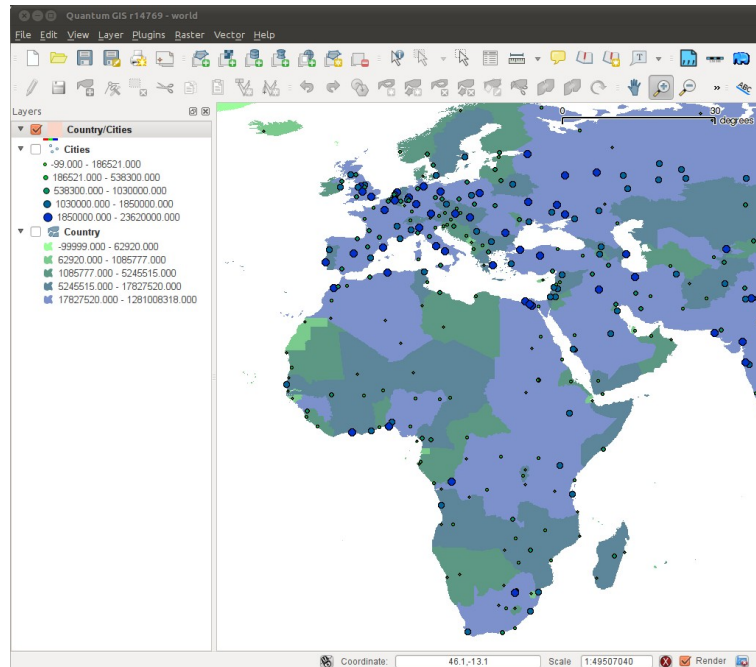 Quantum GIS r14769 - world
File Edit View Layer Plugins Raster Vector Help
Layers
Country/Cities
Cities
-99.000 - 186521.000
186521.000 - 538300.000
538300.000 - 1030000.000
1030000.000 - 1850000.000
1850000.000 - 23620000.000
Country
-99999.000 - 62920.000
62920.000 - 1085777.000
1085777.000 - 5245515.000
5245515.000 - 17827520.000
17827520.000 - 1281008318.000
0 30
degrees
T
»
ABC
Coordinate: 46.1,-13.1 Scale 1:49507040 Render